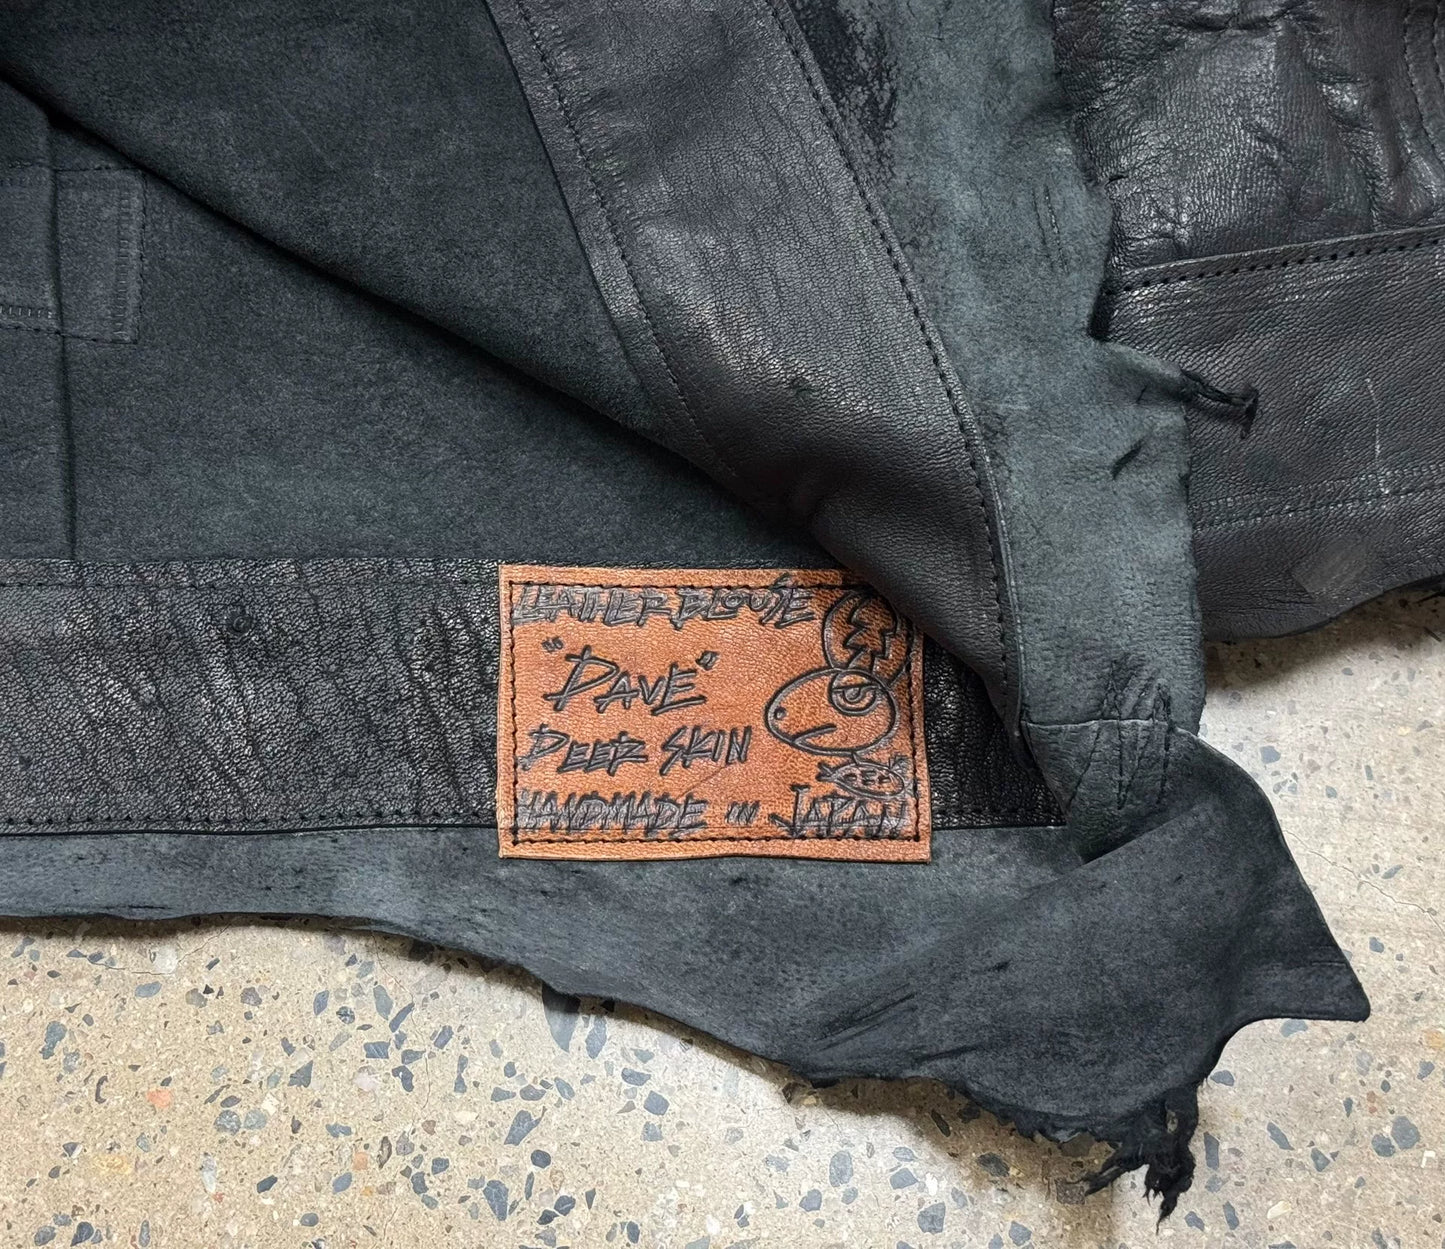 LEATHER BLOUSE
"DAVE"
DEER SKIN
HANDMADE IN JAPAN